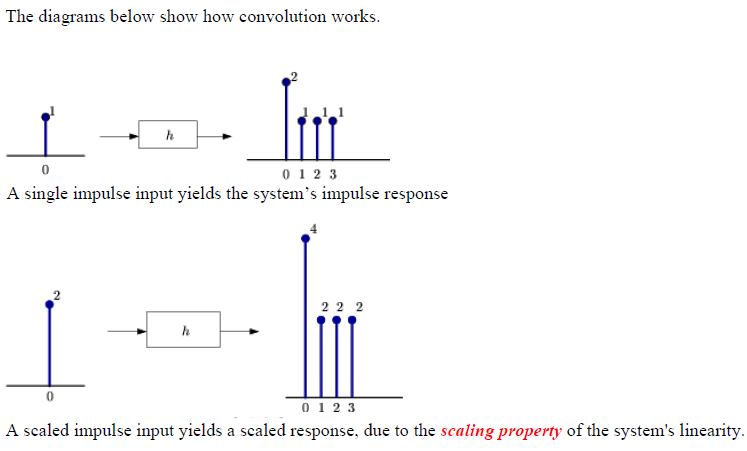 The diagrams below show how convolution works.
2
1
1 1 1
h
0
0 1 2 3
A single impulse input yields the system’s impulse response
4
2
2 2 2
h
0
0 1 2 3
A scaled impulse input yields a scaled response, due to the scaling property of the system's linearity.